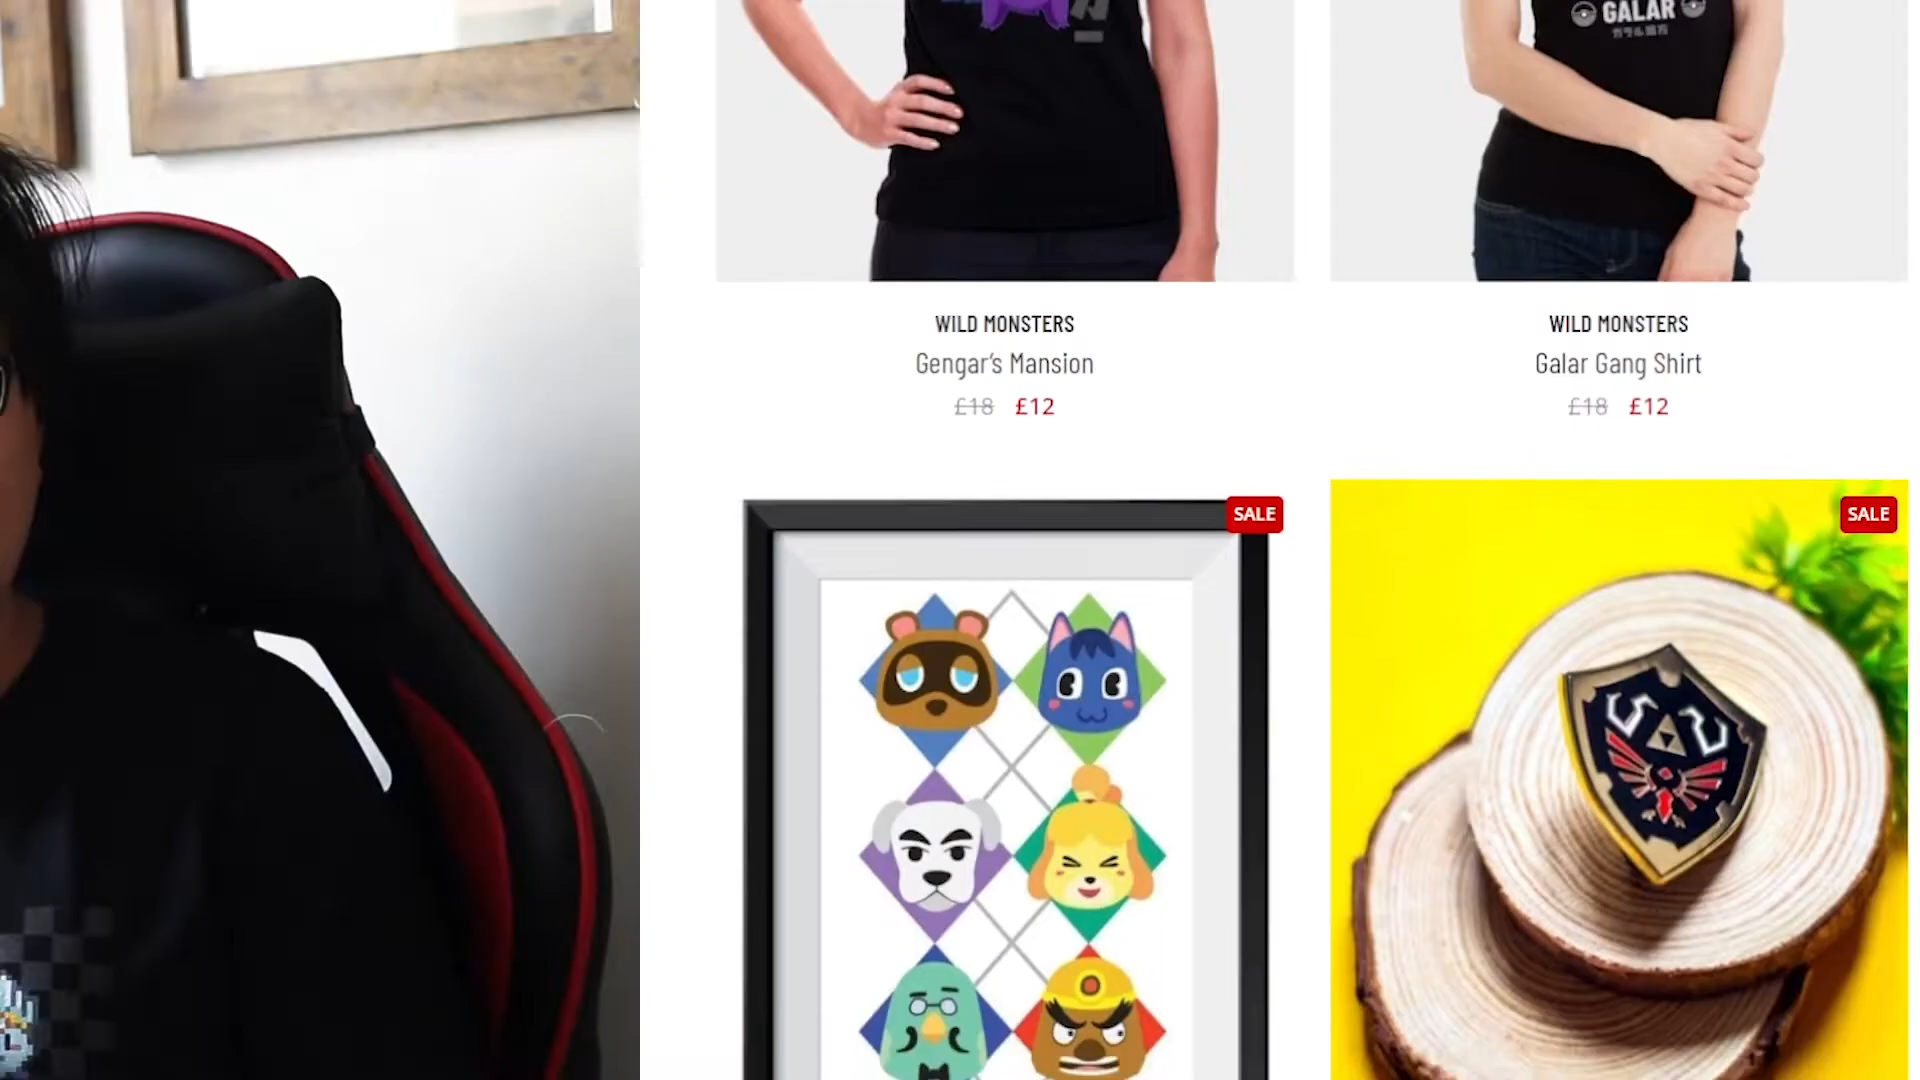 GALAR
WILD MONSTERS
Gengar's Mansion
£18 £12
WILD MONSTERS
Galar Gang Shirt
£18 £12
SALE
SALE